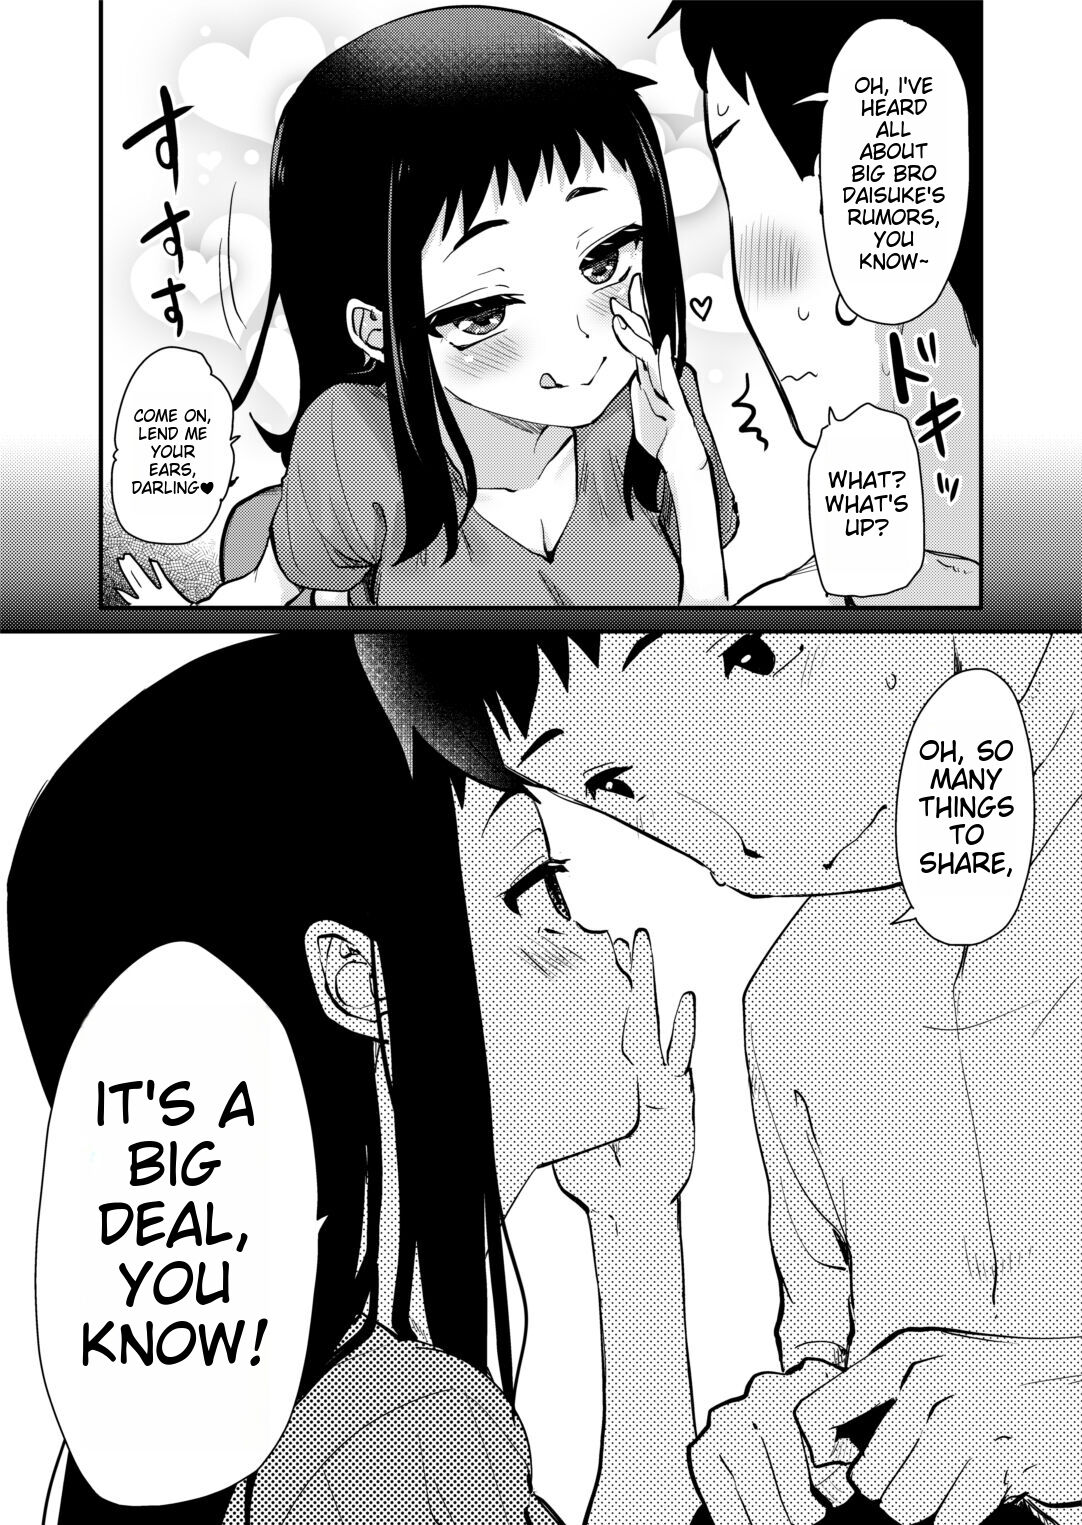 OH, I'VE
HEARD
ALL
ABOUT
BIG BRO
DAISUKE'S
RUMORS,
YOU
KNOW~
ドキッ
WHAT?
WHAT'S
UP?
すすす
COME ON,
LEND ME
YOUR
EARS,
DARLING♥
OH, SO
MANY
THINGS
TO
SHARE,
IT'S A
BIG
DEAL,
YOU
KNOW!